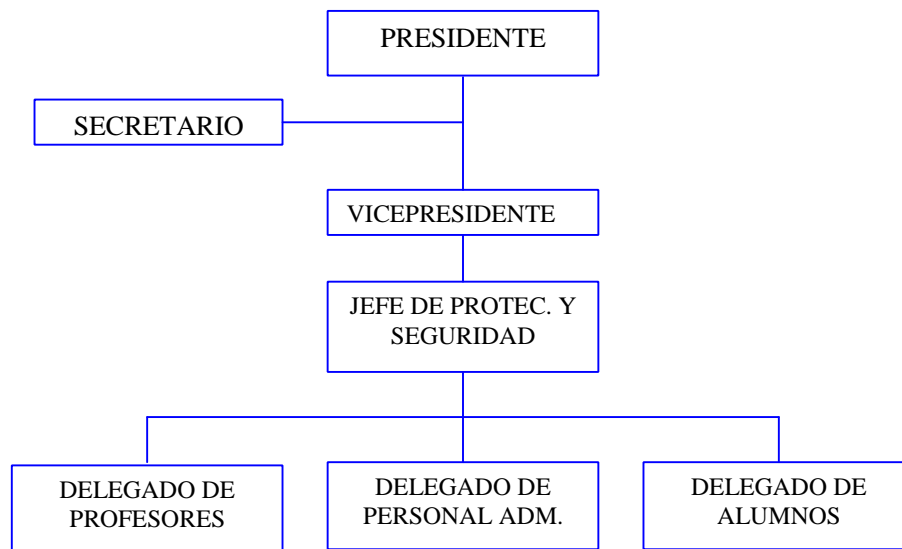 PRESIDENTE
SECRETARIO
VICEPRESIDENTE
JEFE DE PROTEC. Y
SEGURIDAD
DELEGADO DE
PROFESORES
DELEGADO DE
PERSONAL ADM.
DELEGADO DE
ALUMNOS